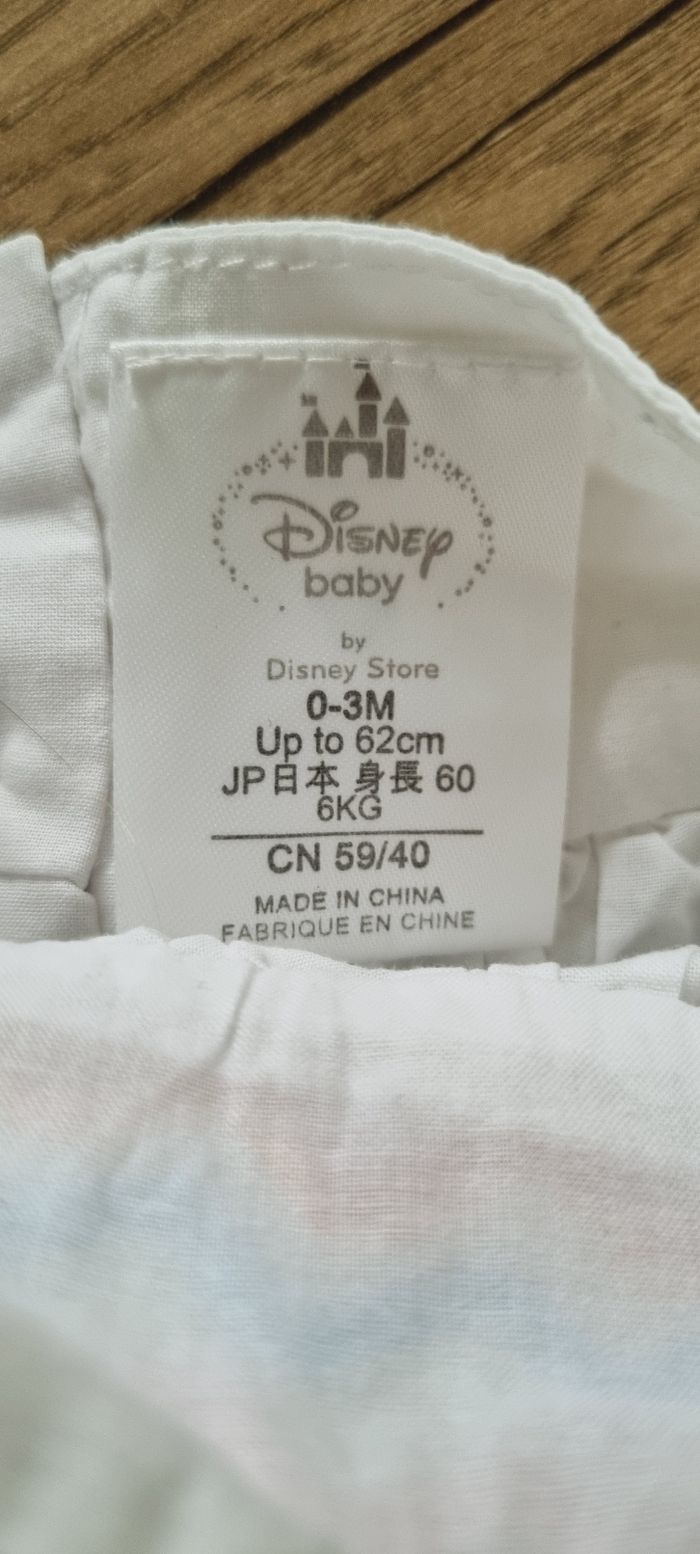 Disney
baby
by
Disney Store
0-3M
Up to 62cm
JP日本 身長 60
6KG
CN 59/40
MADE IN CHINA
FABRIQUE EN CHINE